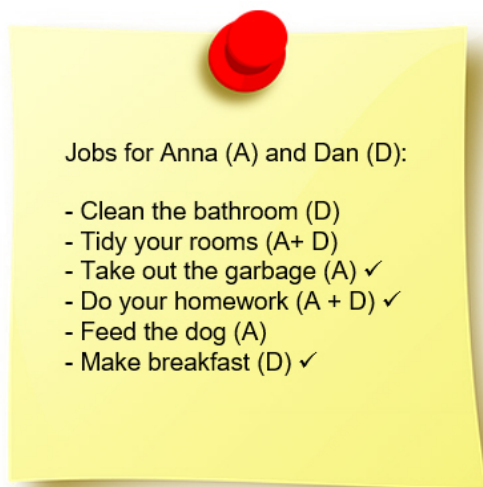 Jobs for Anna (A) and Dan (D):
- Clean the bathroom (D)
- Tidy your rooms (A+ D)
- Take out the garbage (A) ✓
- Do your homework (A + D) ✓
- Feed the dog (A)
- Make breakfast (D) ✓